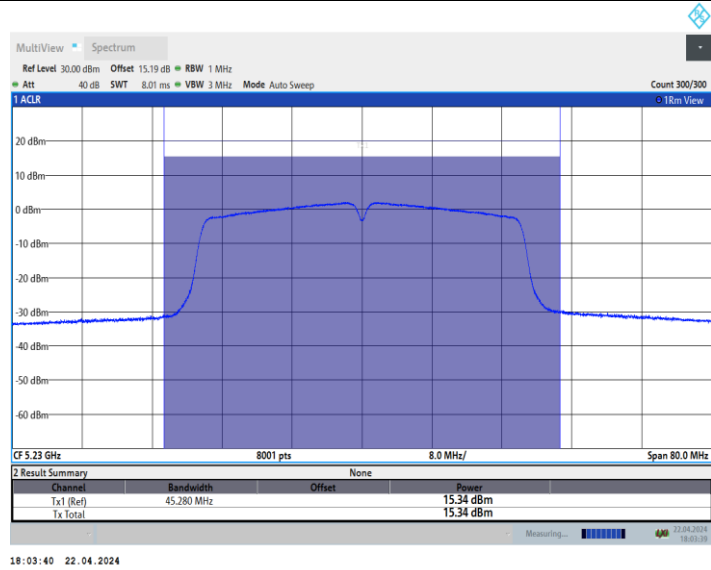 MultiView Spectrum
Ref Level 30.00 dBm Offset 15.19 dB RBW 1 MHz
Att 40 dB SWT 8.01 ms VBW 3 MHz Mode Auto Sweep Count 300/300
1 ACLR 1Rm View
20 dBm
10 dBm
0 dBm
-10 dBm
-20 dBm
-30 dBm
-40 dBm
-50 dBm
-60 dBm
CF 5.23 GHz 8001 pts 8.0 MHz/ Span 80.0 MHz
2 Result Summary None
Channel Bandwidth Offset Power
Tx1 (Ref) 45.280 MHz 15.34 dBm
Tx Total 15.34 dBm
Measuring... 22.04.2024
18:03:39
18:03:40 22.04.2024